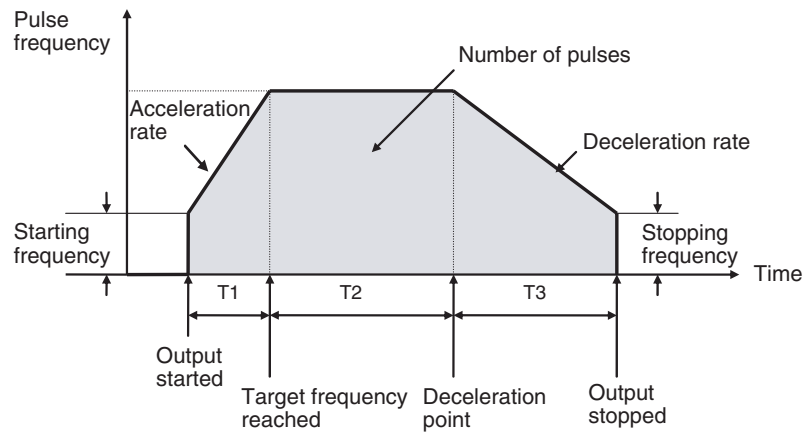 Pulse
frequency
Number of pulses
Acceleration
rate
Deceleration rate
Starting
frequency
Stopping
frequency
Time
T1
T2
T3
Output
started
Target frequency
reached
Deceleration
point
Output
stopped